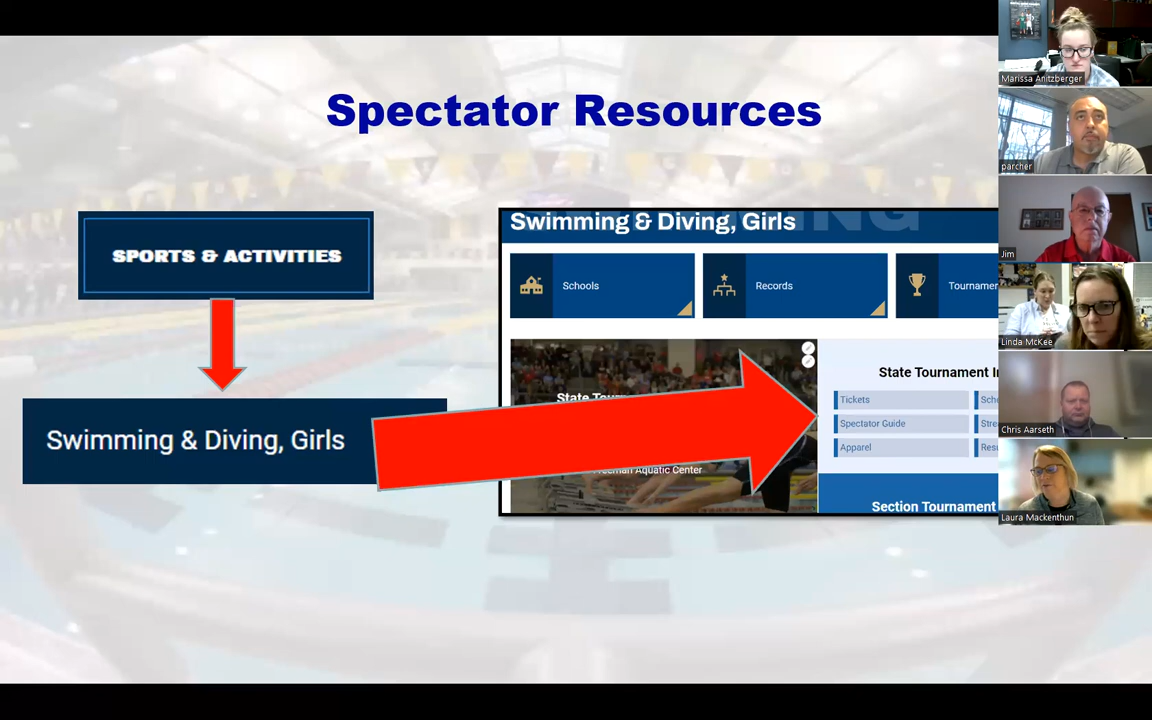 Spectator Resources
SPORTS & ACTIVITIES
Swimming & Diving, Girls
Swimming & Diving, Girls
Schools
Records
State Tournament
Tickets
Spectator Guide
Apparel
Freeman Aquatic Center
Section Tournament
Marissa Anitzberger
parcher
Jim
Linda McKee
Chris Aarseth
Laura Mackenthun